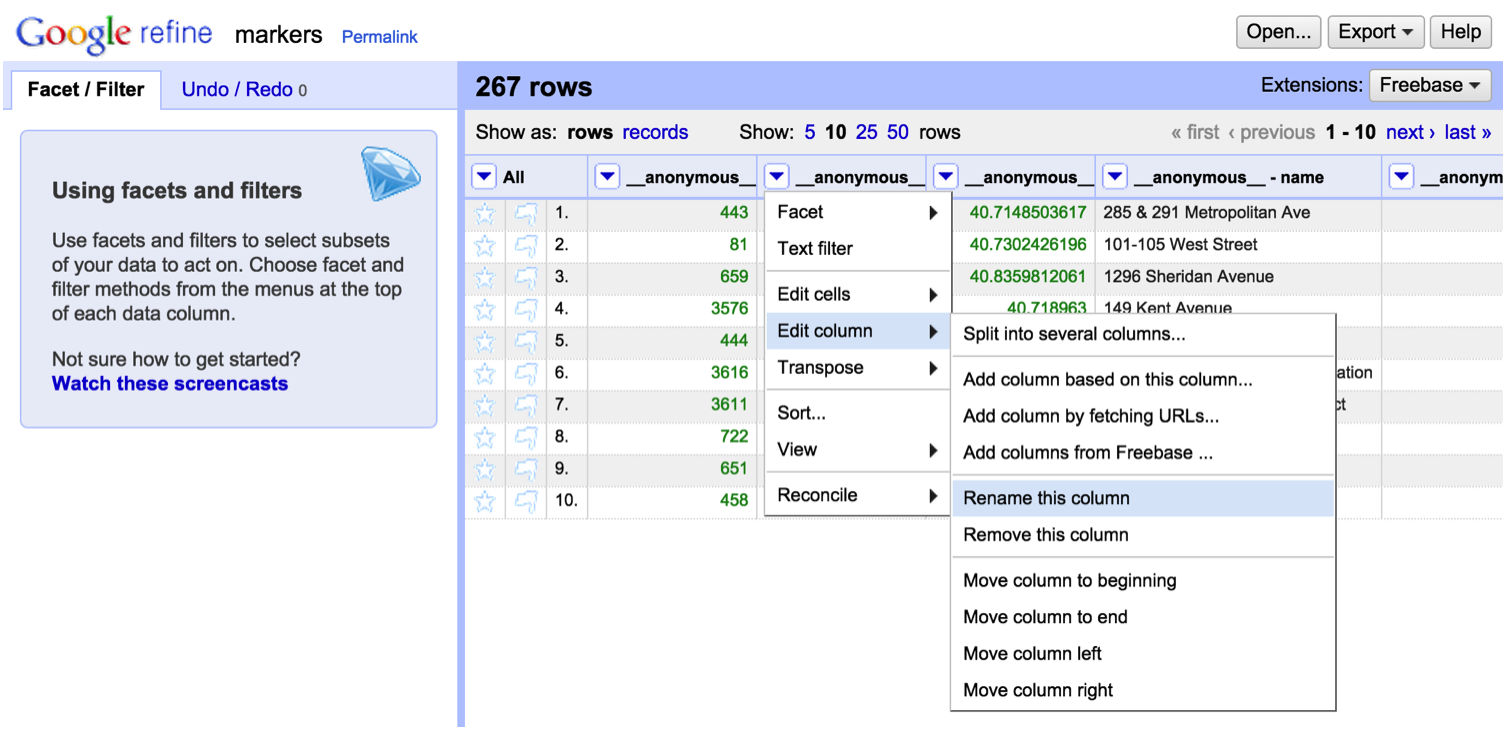 Google refine markers Permalink Open... Export Help
Facet / Filter Undo / Redo 0
267 rows Extensions: Freebase
Show as: rows records Show: 5 10 25 50 rows « first ‹ previous 1 - 10 next › last »
Using facets and filters
Use facets and filters to select subsets
of your data to act on. Choose facet and
filter methods from the menus at the top
of each data column.
Not sure how to get started?
Watch these screencasts
All __anonymous__ __anonymous__ __anonymous__ __anonymous__ - name __anonym
1. 443 40.7148503617 285 & 291 Metropolitan Ave
2. 81 40.7302426196 101-105 West Street
3. 659 40.8359812061 1296 Sheridan Avenue
4. 3576 40.718963 149 Kent Avenue
5. 444
6. 3616 ation
7. 3611 ct
8. 722
9. 651
10. 458
Facet
Text filter
Edit cells
Edit column
Transpose
Sort...
View
Reconcile
Split into several columns...
Add column based on this column...
Add column by fetching URLs...
Add columns from Freebase ...
Rename this column
Remove this column
Move column to beginning
Move column to end
Move column left
Move column right